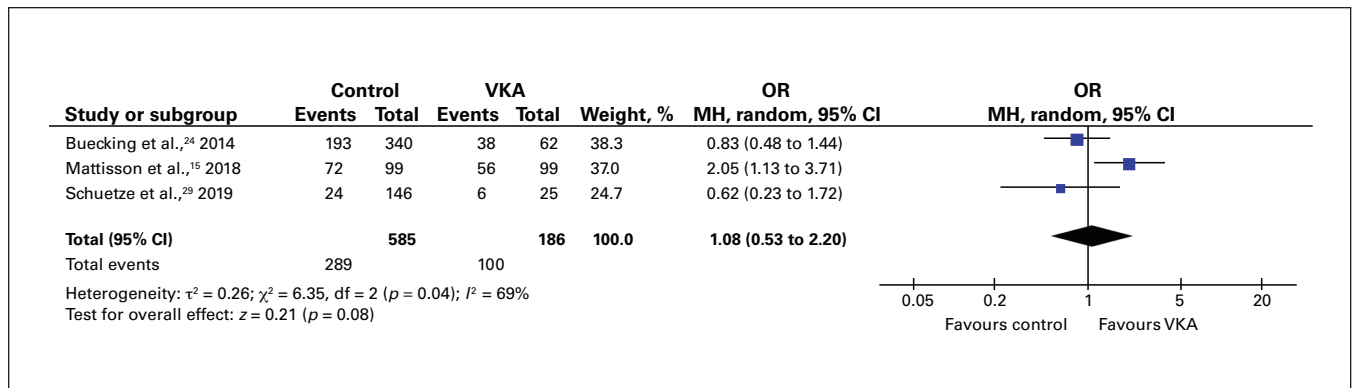 Control VKA OR OR
Study or subgroup Events Total Events Total Weight, % MH, random, 95% CI MH, random, 95% CI
Buecking et al.,²⁴ 2014 193 340 38 62 38.3 0.83 (0.48 to 1.44)
Mattisson et al.,¹⁵ 2018 72 99 56 99 37.0 2.05 (1.13 to 3.71)
Schuetze et al.,²⁹ 2019 24 146 6 25 24.7 0.62 (0.23 to 1.72)
Total (95% CI) 585 186 100.0 1.08 (0.53 to 2.20)
Total events 289 100
Heterogeneity: τ² = 0.26; χ² = 6.35, df = 2 (p = 0.04); I² = 69%
Test for overall effect: z = 0.21 (p = 0.08)
0.05 0.2 1 5 20
Favours control Favours VKA